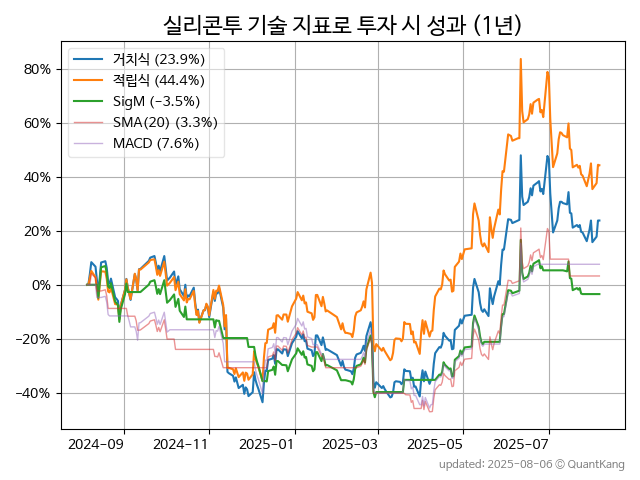 실리콘투 기술 지표로 투자 시 성과 (1년)
거치식 (23.9%)
적립식 (44.4%)
SigM (-3.5%)
SMA(20) (3.3%)
MACD (7.6%)
80%
60%
40%
20%
0%
-20%
-40%
2024-09 2024-11 2025-01 2025-03 2025-05 2025-07
updated: 2025-08-06 © QuantKang